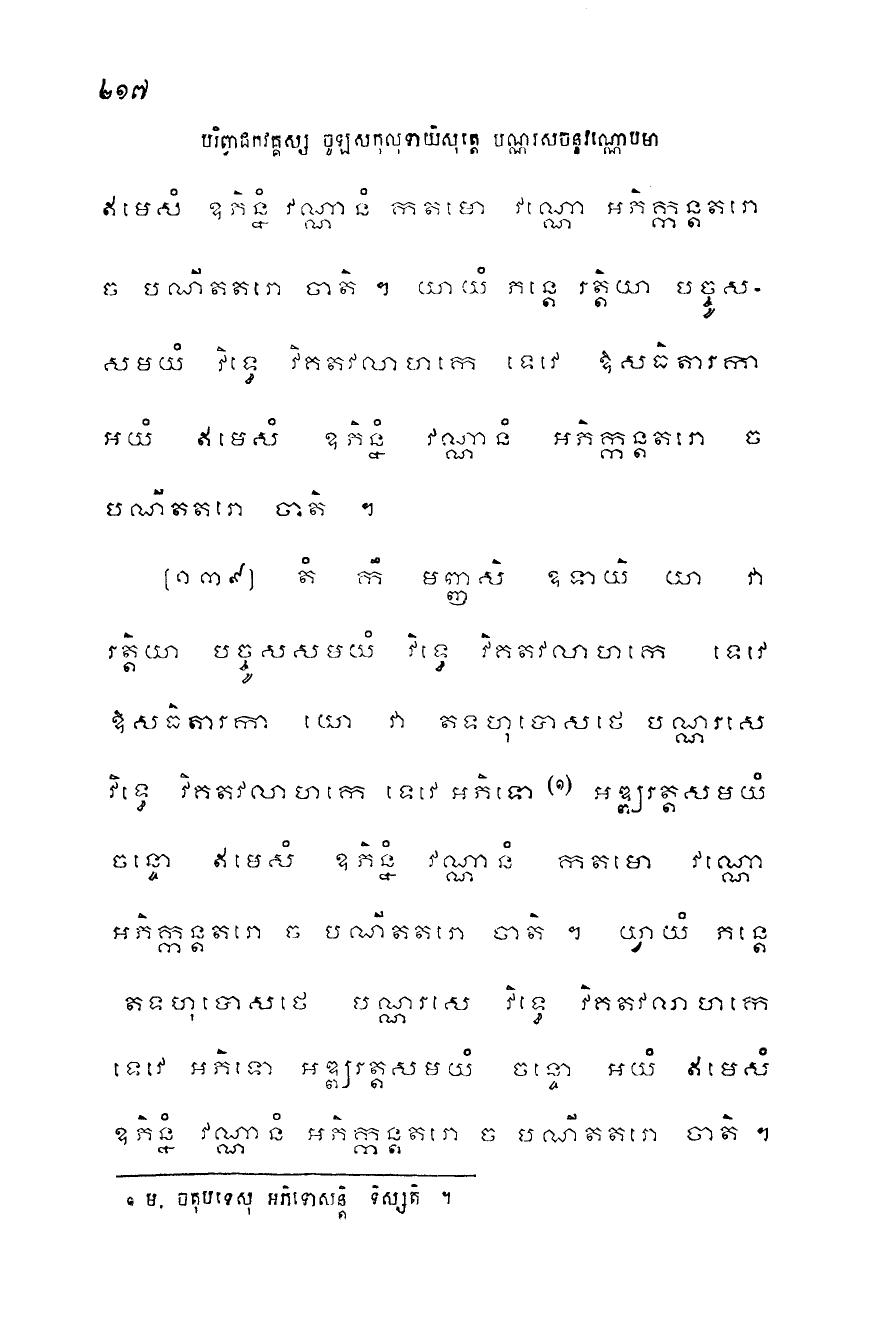 ២១៧
បរិព្វាជកវគ្គស្ស ចូឡសកុលុទាយិសុត្តេ បណ្ណរសចន្ទវណ្ណោបមា
ឥមេសំ ឧភិន្នំ វណ្ណានំ កតមោ វណ្ណោ អភិក្កន្តតរោ
ច បណីតតរោ ចាតិ ។ យាយំ ភន្តេ រត្តិយា បច្ចូស-
សមយំ វិទ្ធេ វិគតវលាហកេ ទេវេ ឱសធិតារកា
អយំ ឥមេសំ ឧភិន្នំ វណ្ណានំ អភិក្កន្តតរោ ច
បណីតតរោ ចាតិ ។
[១៣៩] តំ កឹ មញ្ញសិ ឧទាយិ យា វា
រត្តិយា បច្ចូសសមយំ វិទ្ធេ វិគតវលាហកេ ទេវេ
ឱសធិតារកា យោ វា តទហុបោសថេ បណ្ណរសេ
វិទ្ធេ វិគតវលាហកេ ទេវេ អភិទោ (១) អឌ្ឍរត្តសមយំ
ចន្ទោ ឥមេសំ ឧភិន្នំ វណ្ណានំ កតមោ វណ្ណោ
អភិក្កន្តតរោ ច បណីតតរោ ចាតិ ។ យ្វាយំ ភន្តេ
តទហុបោសថេ បណ្ណរសេ វិទ្ធេ វិគតវលាហកេ
ទេវេ អភិទោ អឌ្ឍរត្តសមយំ ចន្ទោ អយំ ឥមេសំ
ឧភិន្នំ វណ្ណានំ អភិក្កន្តតរោ ច បណីតតរោ ចាតិ ។
១ ម. ចតុបទេសុ អភិទោសន្តិ ទិស្សតិ ។